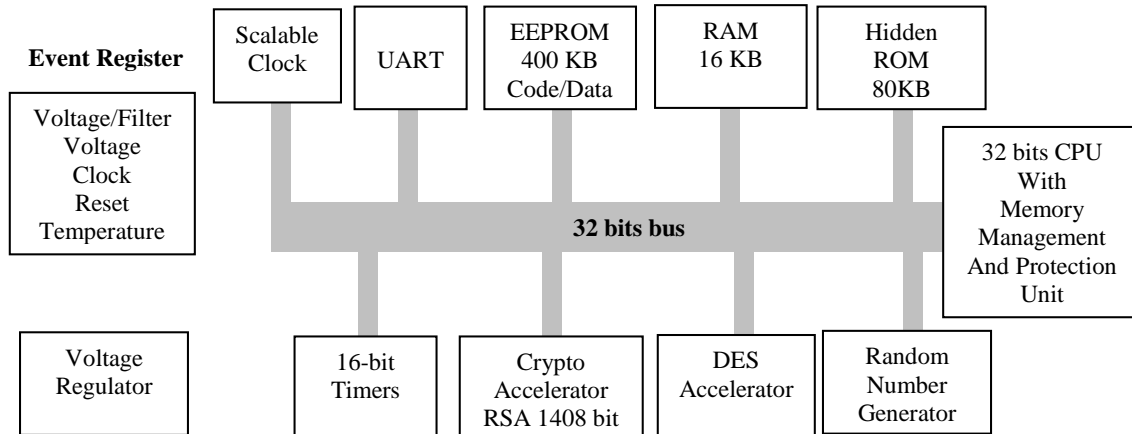 Event Register
Scalable
Clock
UART
EEPROM
400 KB
Code/Data
RAM
16 KB
Hidden
ROM
80KB
Voltage/Filter
Voltage
Clock
Reset
Temperature
32 bits CPU
With
Memory
Management
And Protection
Unit
32 bits bus
Voltage
Regulator
16-bit
Timers
Crypto
Accelerator
RSA 1408 bit
DES
Accelerator
Random
Number
Generator